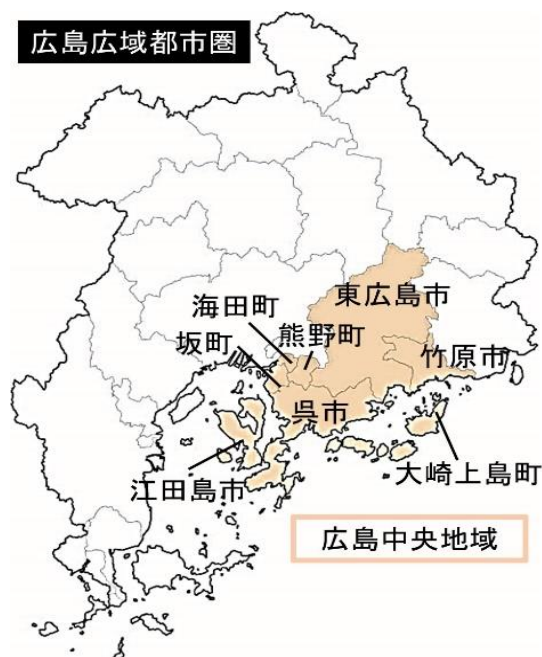 広島広域都市圏
東広島市
海田町
熊野町
坂町
竹原市
呉市
大崎上島町
江田島市
広島中央地域